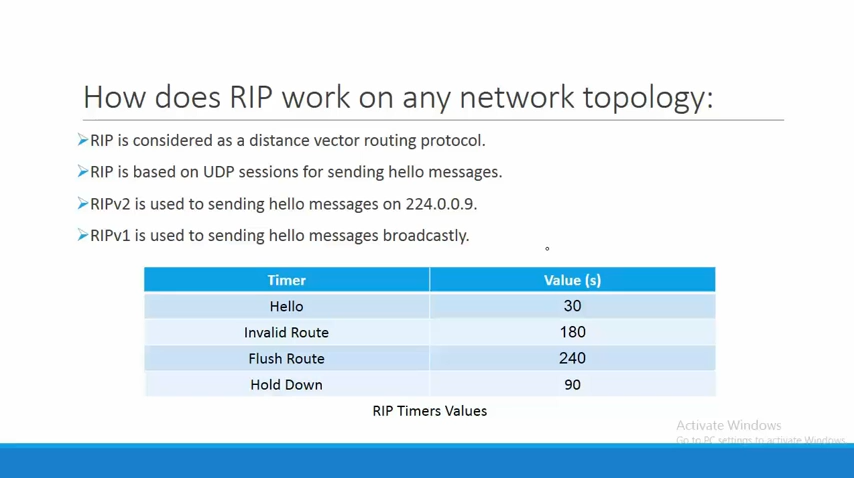 How does RIP work on any network topology:
RIP is considered as a distance vector routing protocol.
RIP is based on UDP sessions for sending hello messages.
RIPv2 is used to sending hello messages on 224.0.0.9.
RIPv1 is used to sending hello messages broadcastly.
Timer Value (s)
Hello 30
Invalid Route 180
Flush Route 240
Hold Down 90
RIP Timers Values
Activate Windows
Go to PC settings to activate Windows.